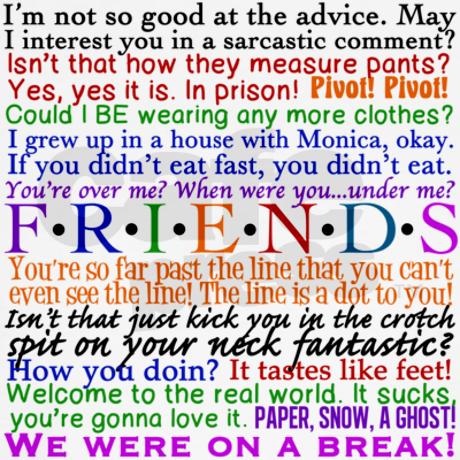 I'm not so good at the advice. May
I interest you in a sarcastic comment?
Isn't that how they measure pants?
Yes, yes it is. In prison! Pivot! Pivot!
Could I BE wearing any more clothes?
I grew up in a house with Monica, okay.
If you didn't eat fast, you didn't eat.
You're over me? When were you...under me?
F•R•I•E•N•D•S
You're so far past the line that you can't
even see the line! The line is a dot to you!
Isn't that just kick you in the crotch
spit on your neck fantastic?
How you doin? It tastes like feet!
Welcome to the real world. It sucks,
you're gonna love it. PAPER, SNOW, A GHOST!
WE WERE ON A BREAK!